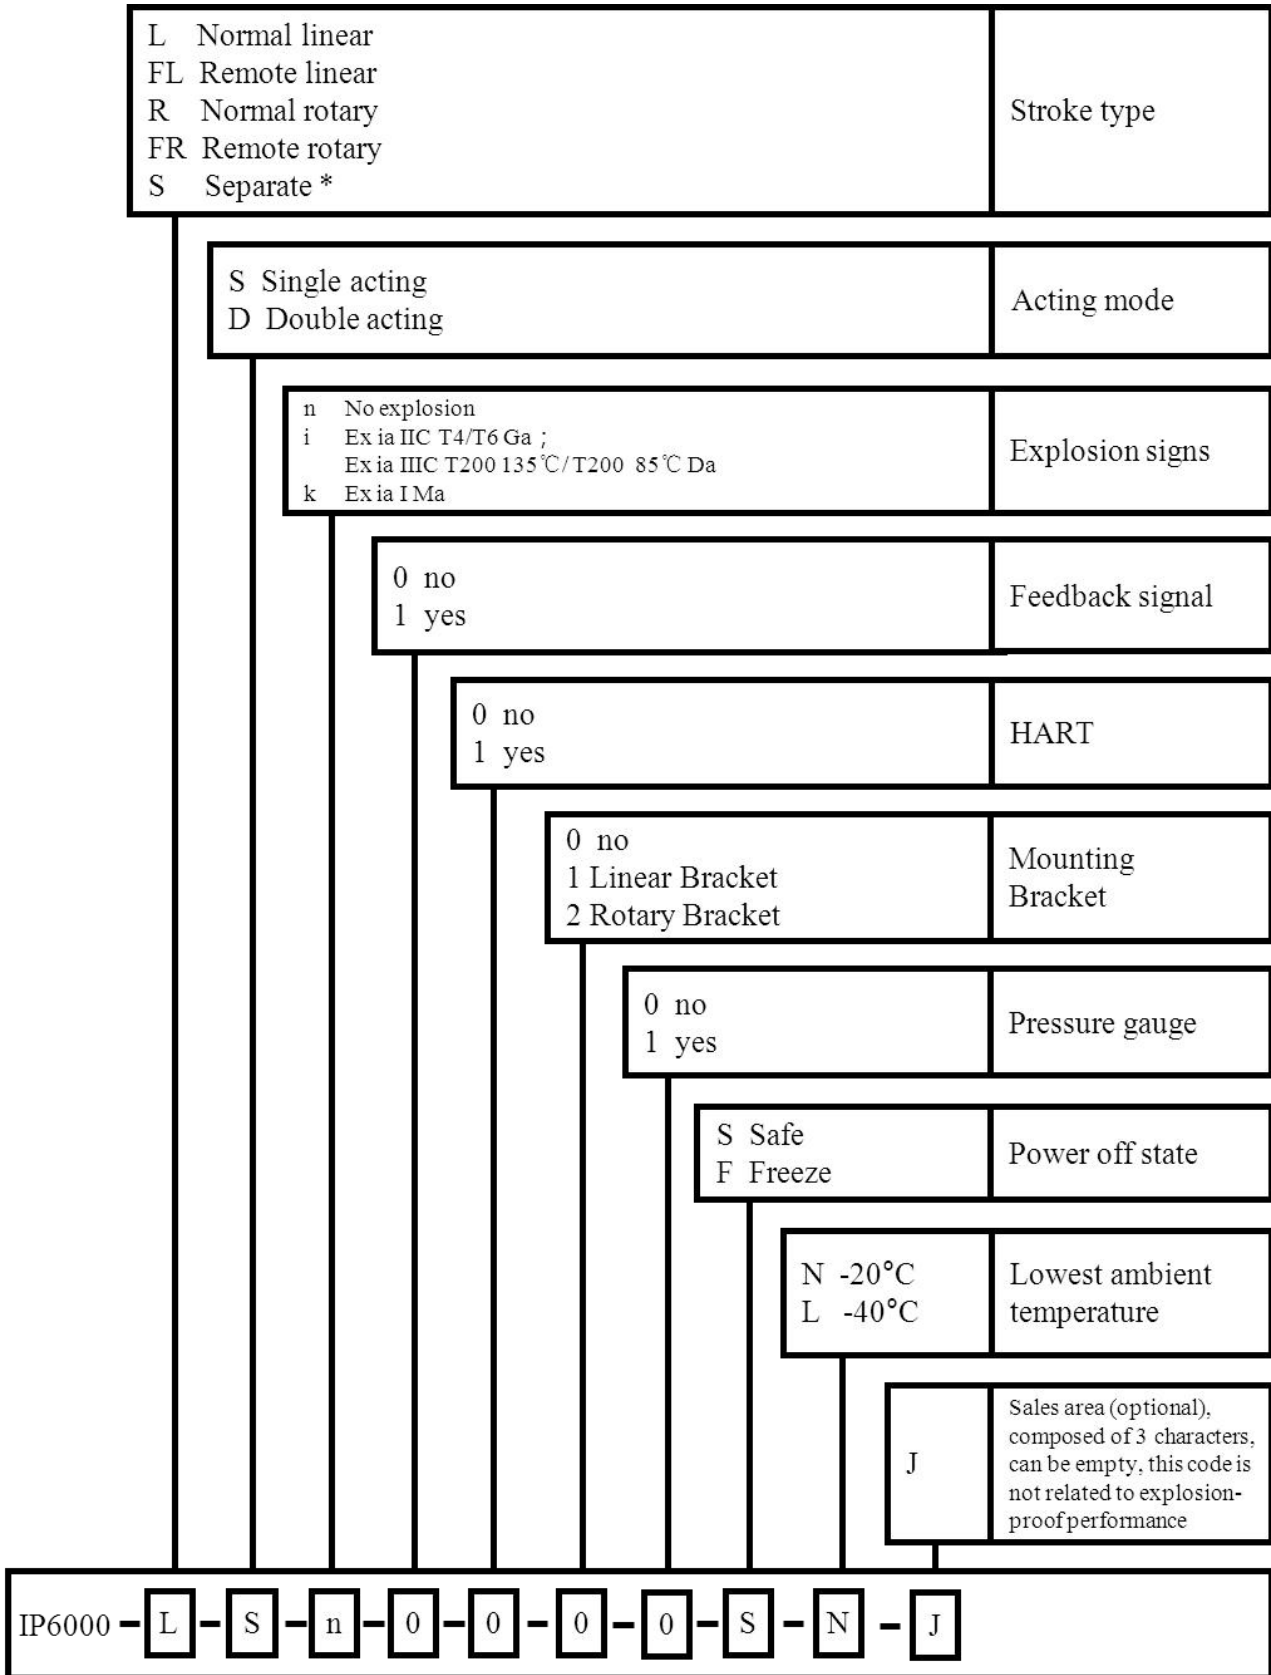 L Normal linear
FL Remote linear
R Normal rotary
FR Remote rotary
S Separate *
Stroke type
S Single acting
D Double acting
Acting mode
n No explosion
i Ex ia IIC T4/T6 Ga ;
Ex ia IIIC T200 135℃/T200 85℃ Da
k Ex ia I Ma
Explosion signs
0 no
1 yes
Feedback signal
0 no
1 yes
HART
0 no
1 Linear Bracket
2 Rotary Bracket
Mounting
Bracket
0 no
1 yes
Pressure gauge
S Safe
F Freeze
Power off state
N -20°C
L -40°C
Lowest ambient
temperature
J
Sales area (optional),
composed of 3 characters,
can be empty, this code is
not related to explosion-
proof performance
IP6000 - L - S - n - 0 - 0 - 0 - 0 - S - N - J